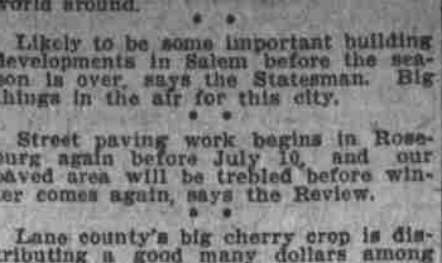 world around.
* *
Likely to be some important building
developments in Salem before the sea-
son is over, says the Statesman. Big
things in the air for this city.
* *
Street paving work begins in Rose-
burg again before July 10, and our
paved area will be trebled before win-
ter comes again, says the Review.
* *
Lane county's big cherry crop is dis-
tributing a good many dollars among